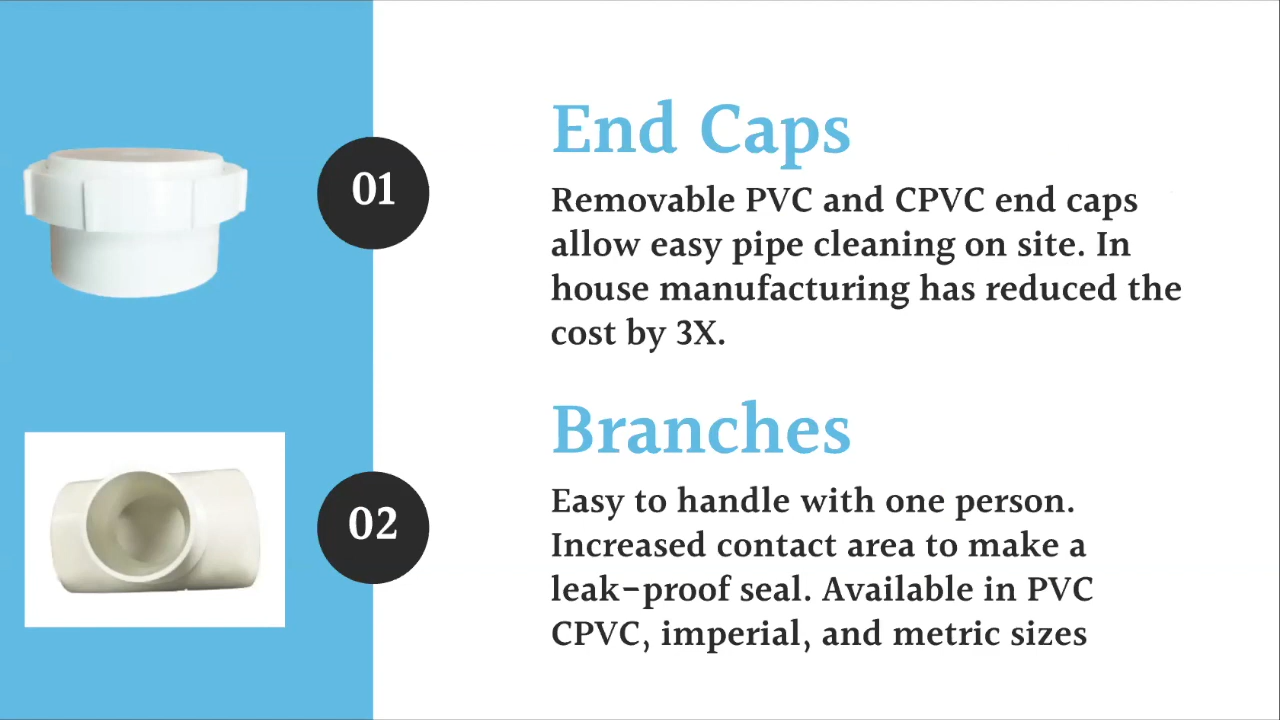 01
End Caps
Removable PVC and CPVC end caps
allow easy pipe cleaning on site. In
house manufacturing has reduced the
cost by 3X.
02
Branches
Easy to handle with one person.
Increased contact area to make a
leak-proof seal. Available in PVC
CPVC, imperial, and metric sizes